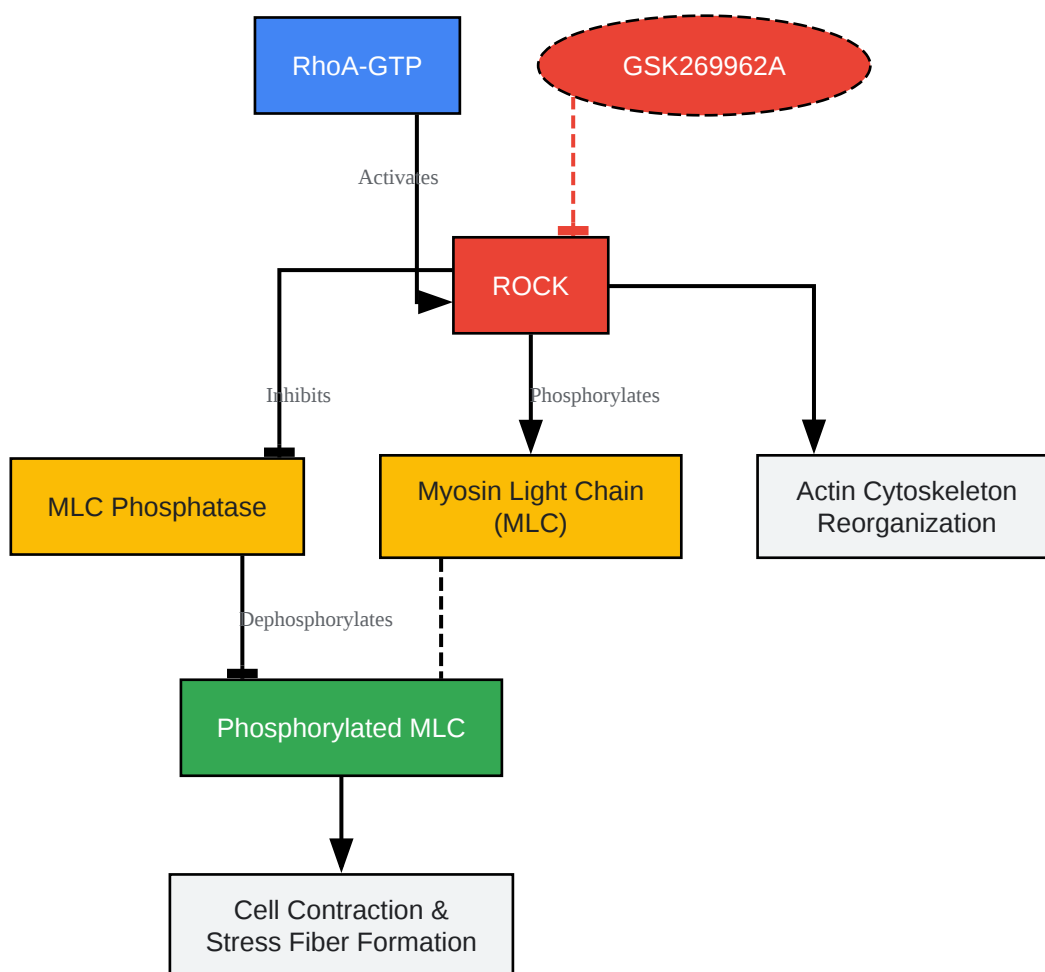 RhoA-GTP
GSK269962A
Activates
ROCK
Inhibits
Phosphorylates
MLC Phosphatase
Myosin Light Chain
(MLC)
Actin Cytoskeleton
Reorganization
Dephosphorylates
Phosphorylated MLC
Cell Contraction &
Stress Fiber Formation